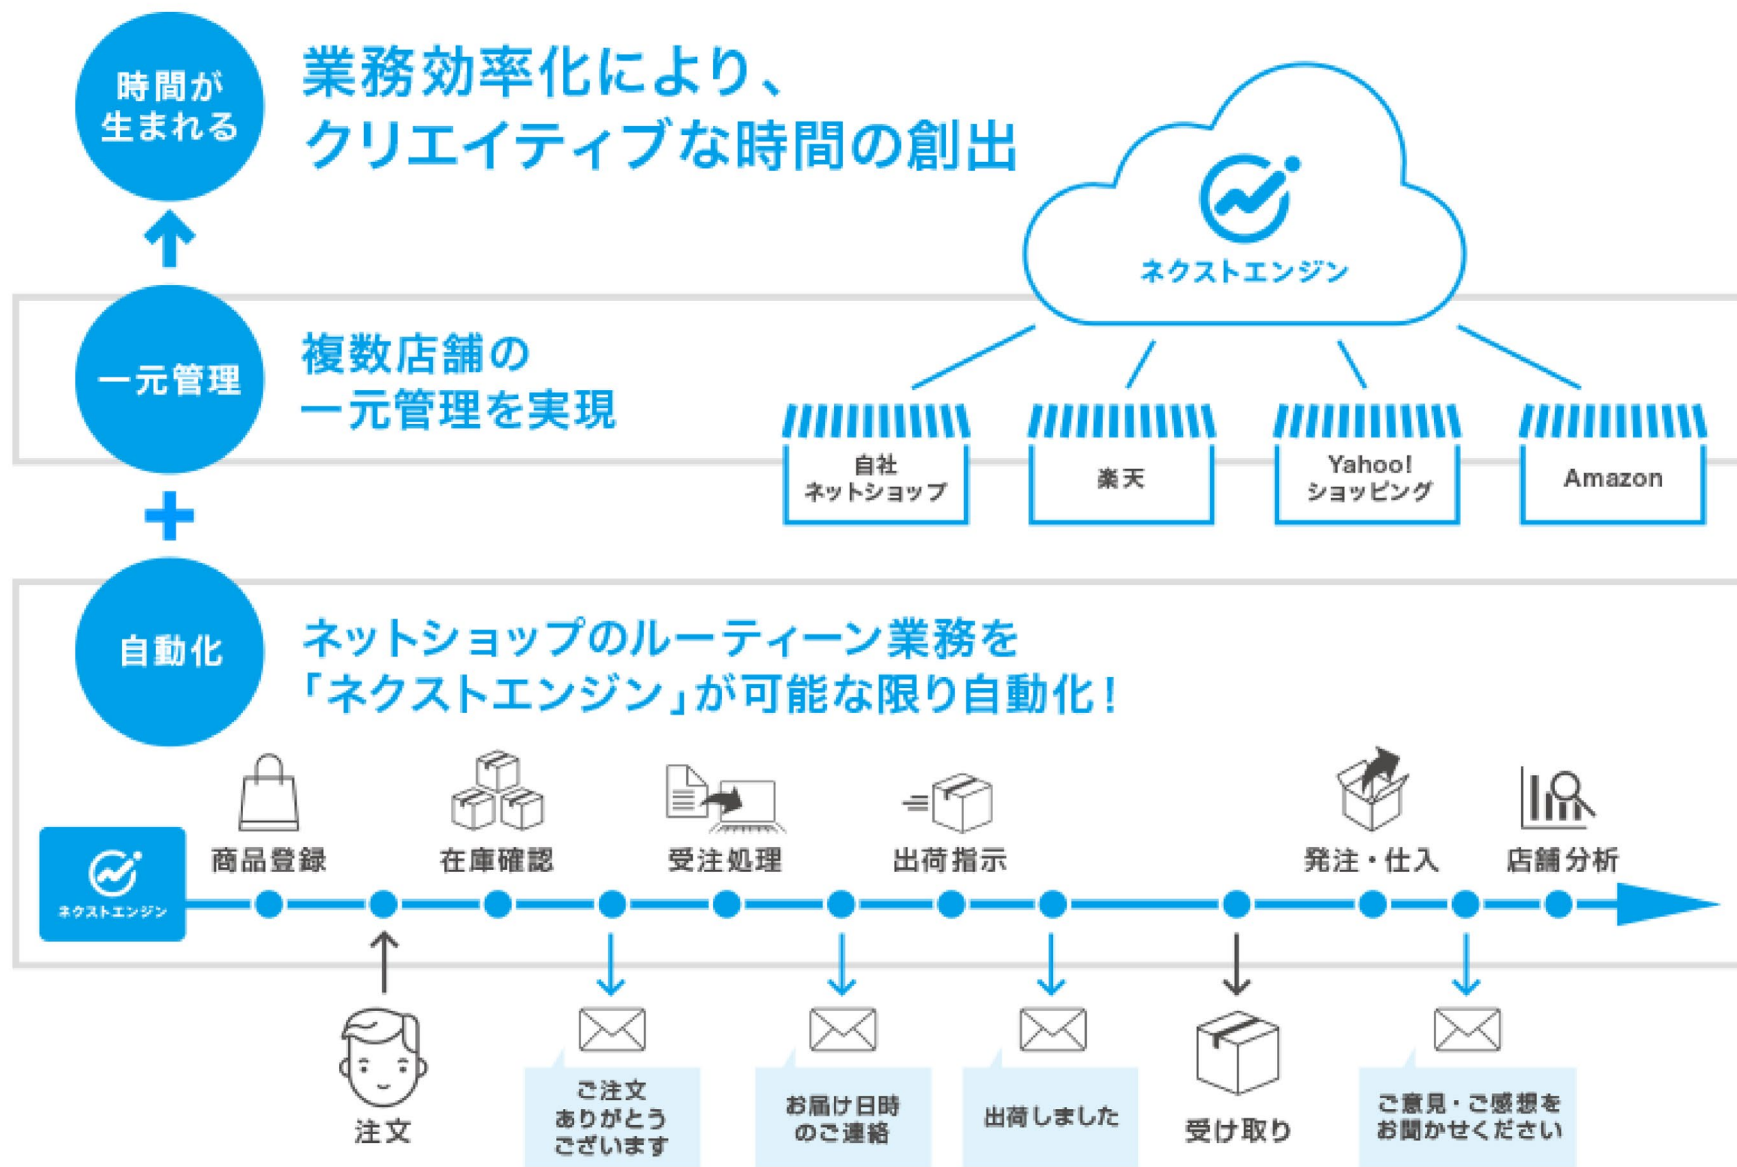 時間が
生まれる
業務効率化により、
クリエイティブな時間の創出
ネクストエンジン
一元管理
複数店舗の
一元管理を実現
自社
ネットショップ
楽天
Yahoo!
ショッピング
Amazon
自動化
ネットショップのルーティーン業務を
「ネクストエンジン」が可能な限り自動化！
商品登録
在庫確認
受注処理
出荷指示
発注・仕入
店舗分析
ネクストエンジン
注文
ご注文
ありがとう
ございます
お届け日時
のご連絡
出荷しました
受け取り
ご意見・ご感想を
お聞かせください